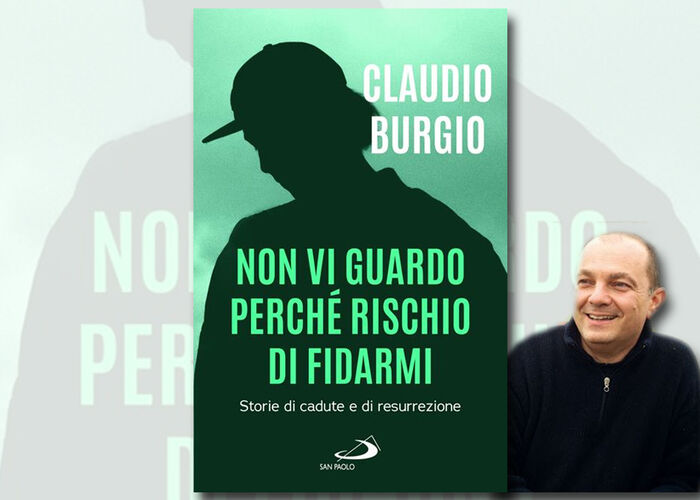 CLAUDIO
BURGIO
NON VI GUARDO
PERCHÉ RISCHIO
DI FIDARMI
Storie di cadute e di resurrezione
SAN PAOLO